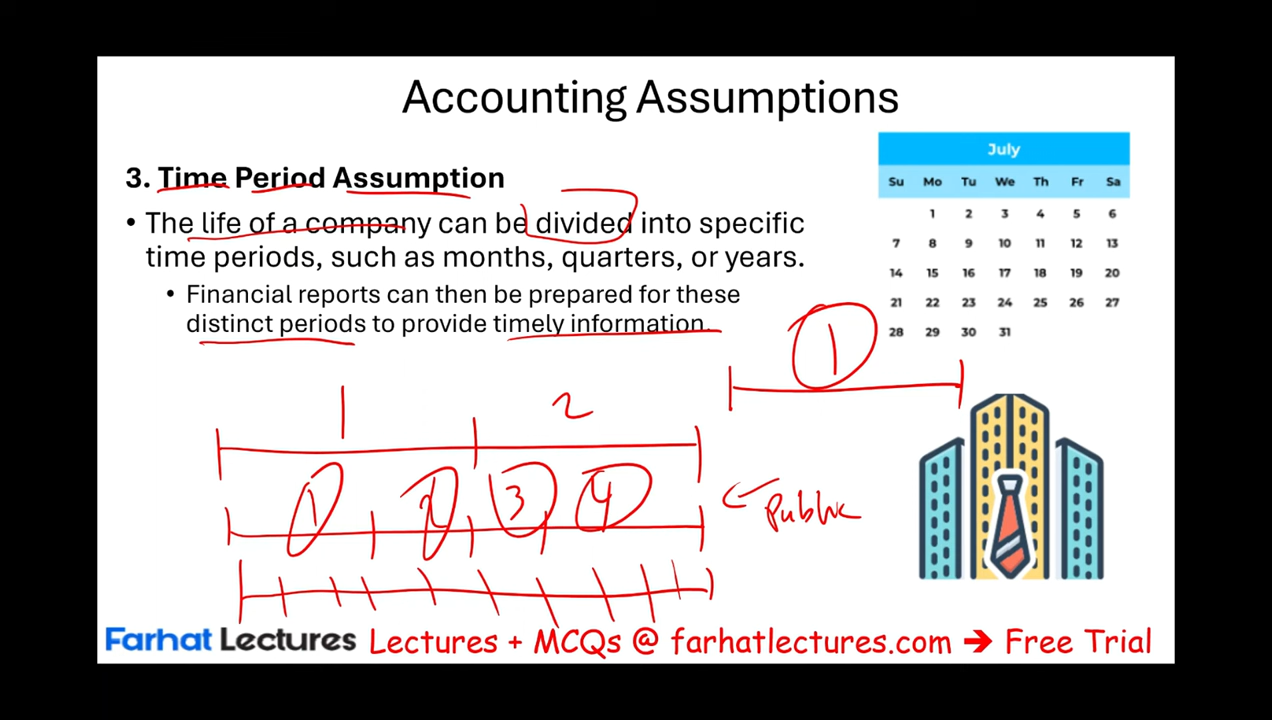 Accounting Assumptions
3. Time Period Assumption
• The life of a company can be divided into specific
time periods, such as months, quarters, or years.
• Financial reports can then be prepared for these
distinct periods to provide timely information.
July
Su Mo Tu We Th Fr Sa
1 2 3 4 5 6
7 8 9 10 11 12 13
14 15 16 17 18 19 20
21 22 23 24 25 26 27
28 29 30 31
1
1 2
1 2 3 4
Public
Farhat Lectures Lectures + MCQs @ farhatlectures.com → Free Trial